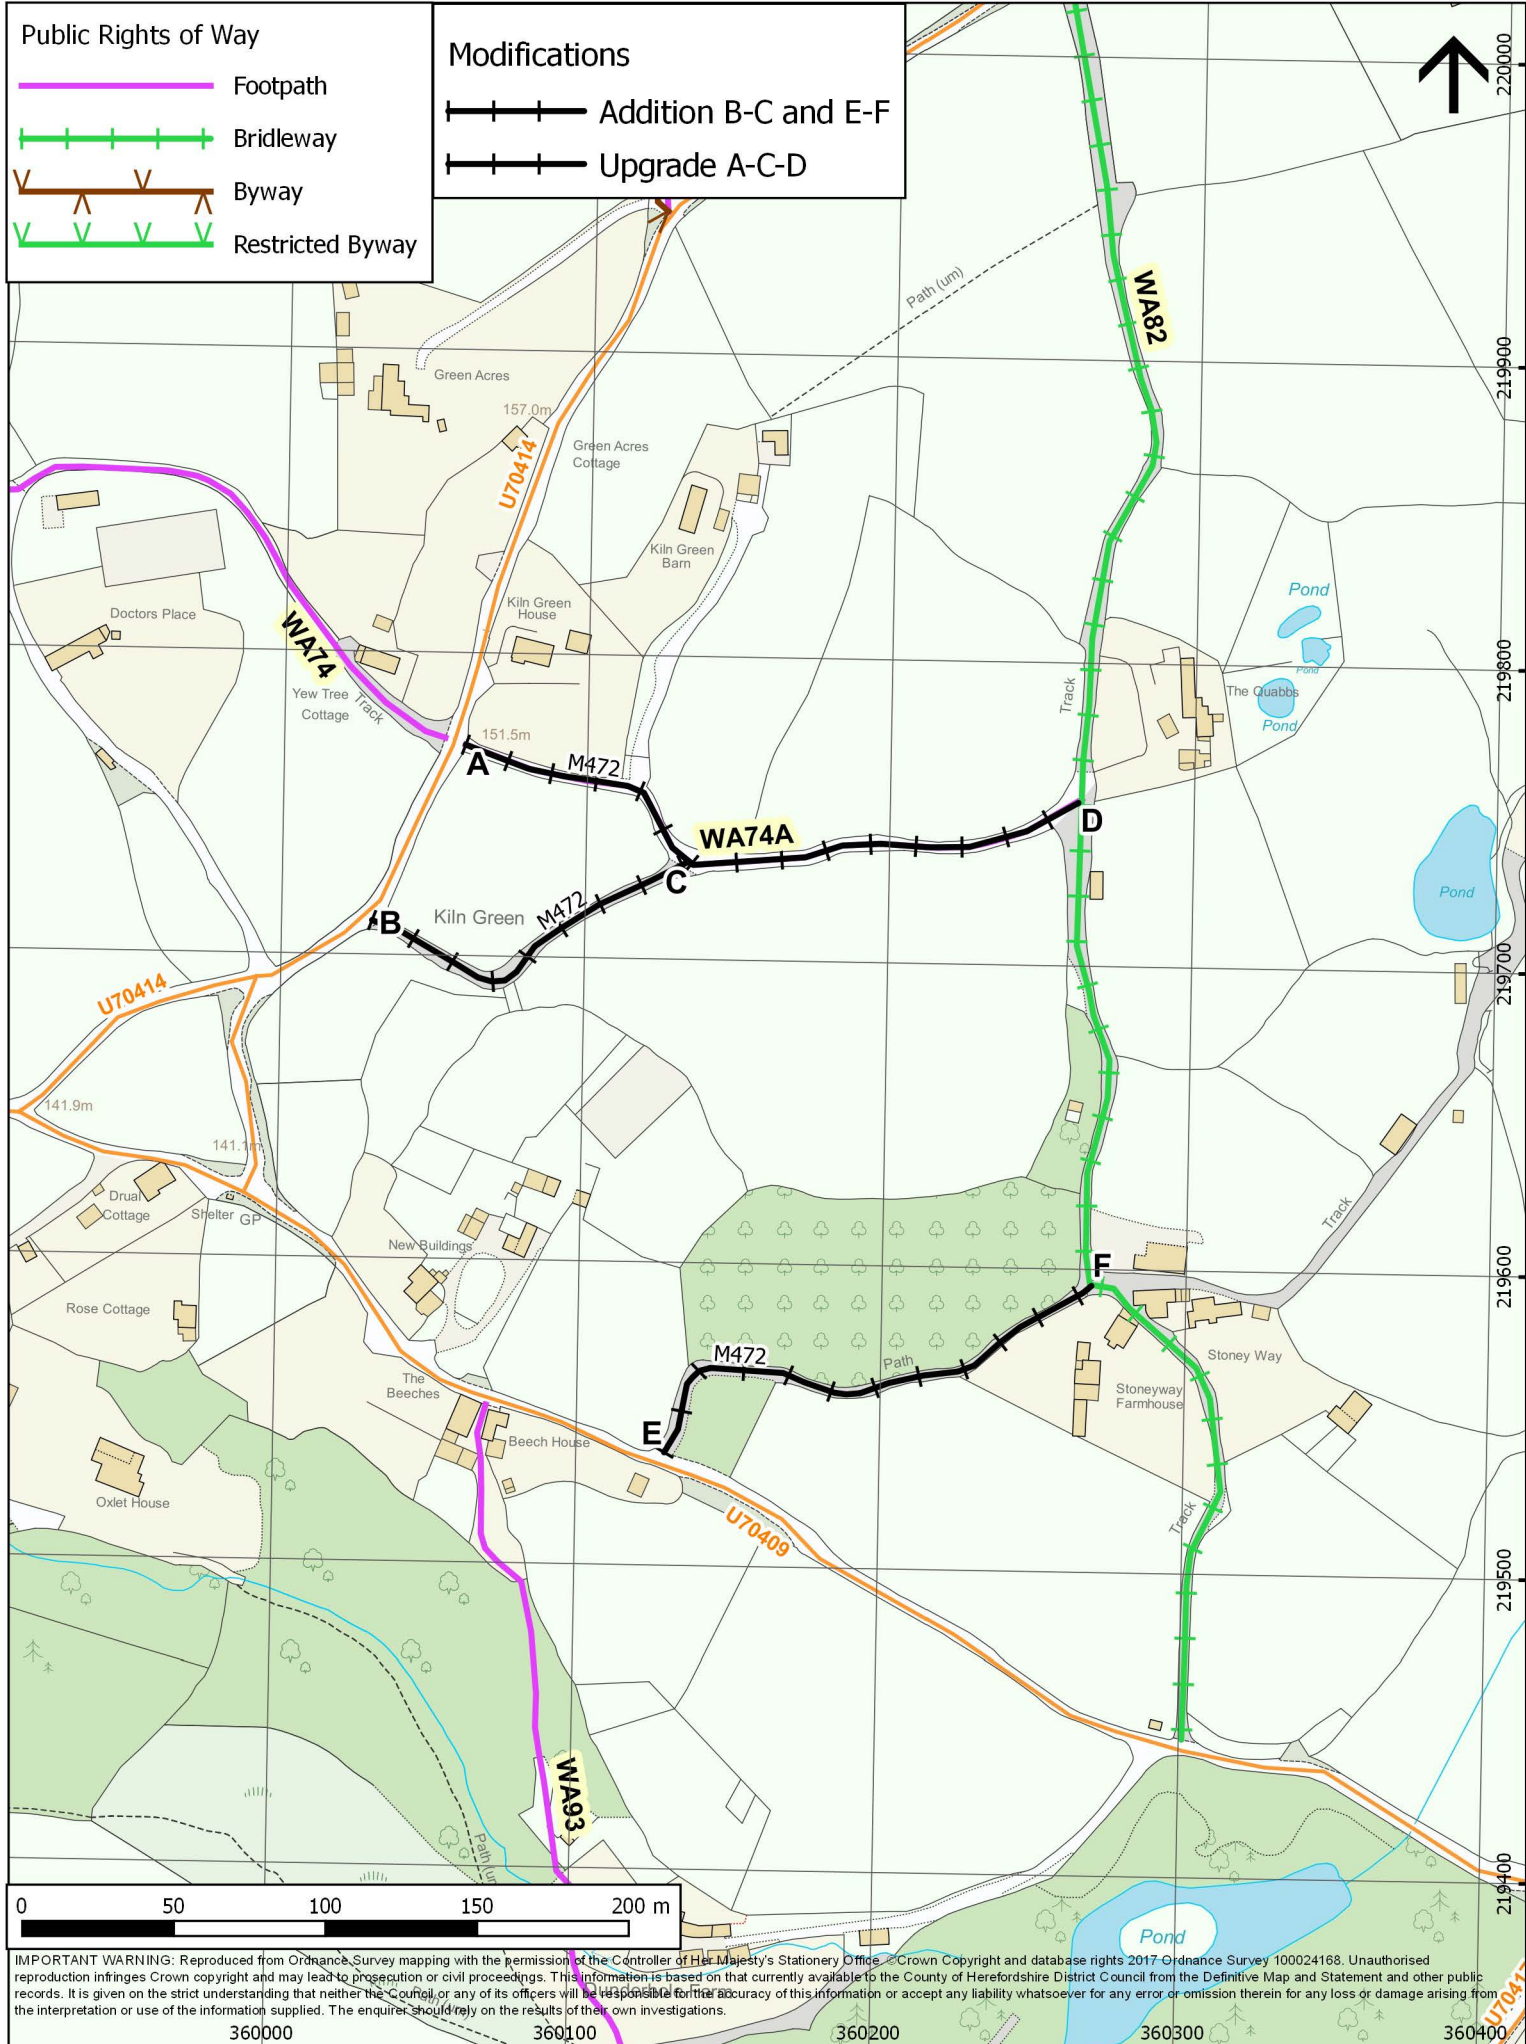 Public Rights of Way
Footpath
Bridleway
Byway
Restricted Byway
Modifications
Addition B-C and E-F
Upgrade A-C-D
220000
WA82
Path (um)
219900
Green Acres
157.0m
U70414
Green Acres
Cottage
Kiln Green
Barn
Kiln Green
House
Doctors Place
WA74
Yew Tree
Cottage
Track
151.5m
A
M472
WA74A
C
D
Track
219800
Pond
Pond
The Quabbs
Pond
B
Kiln Green
M472
Pond
219700
U70414
141.9m
141.1m
Drual
Cottage
Shelter
GP
New Buildings
Rose Cottage
Track
219600
F
M472
Path
Stoney Way
Stoneyway
Farmhouse
The
Beeches
E
Beech House
Oxlet House
U70409
Track
219500
WA93
Path (um
219400
Pond
0 50 100 150 200 m
IMPORTANT WARNING: Reproduced from Ordnance Survey mapping with the permission of the Controller of Her Majesty's Stationery Office. ©Crown Copyright and database rights 2017 Ordnance Survey 100024168. Unauthorised
reproduction infringes Crown copyright and may lead to prosecution or civil proceedings. This information is based on that currently available to the County of Herefordshire District Council from the Definitive Map and Statement and other public
records. It is given on the strict understanding that neither the Council or any of its officers will be responsible for the accuracy of this information or accept any liability whatsoever for any error or omission therein for any loss or damage arising from
the interpretation or use of the information supplied. The enquirer should rely on the results of their own investigations.
Underhole Farm
Path (um)
U70417
360000
360100
360200
360300
360400